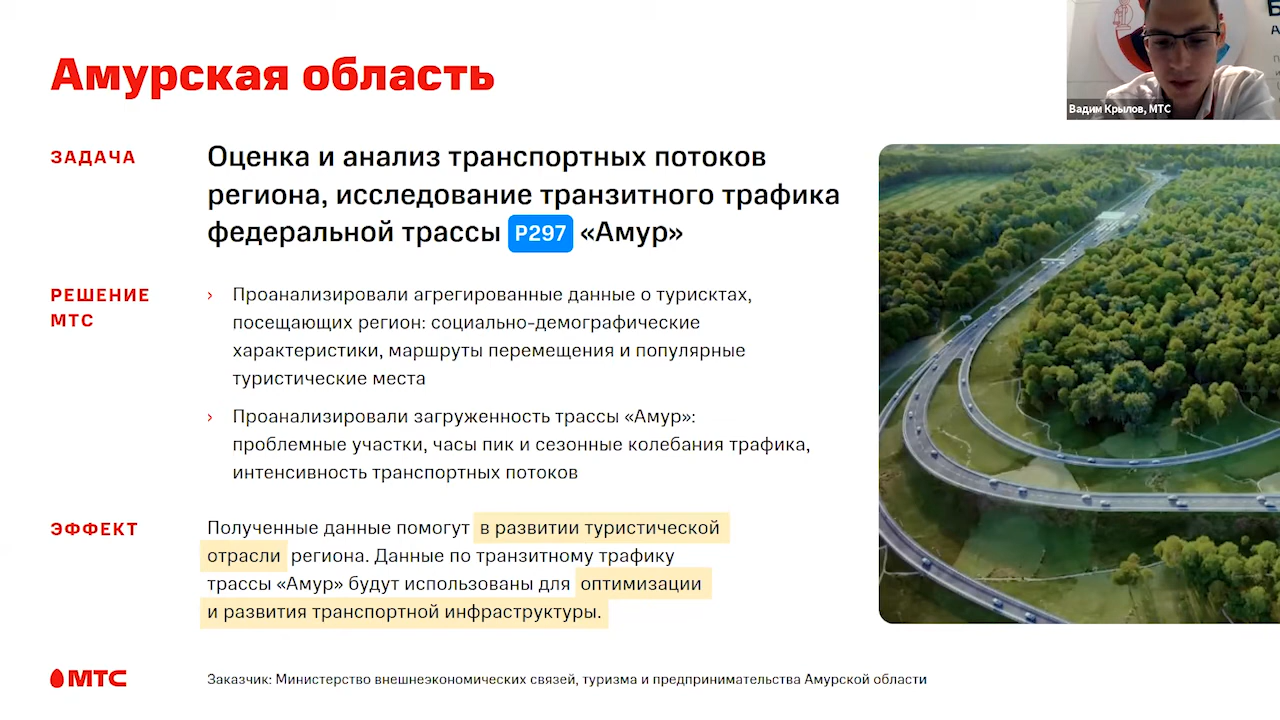 Амурская область
Вадим Крылов, МТС
ЗАДАЧА
Оценка и анализ транспортных потоков
региона, исследование транзитного трафика
федеральной трассы Р297 «Амур»
РЕШЕНИЕ
МТС
› Проанализировали агрегированные данные о турисктах,
посещающих регион: социально-демографические
характеристики, маршруты перемещения и популярные
туристические места
› Проанализировали загруженность трассы «Амур»:
проблемные участки, часы пик и сезонные колебания трафика,
интенсивность транспортных потоков
ЭФФЕКТ
Полученные данные помогут в развитии туристической
отрасли региона. Данные по транзитному трафику
трассы «Амур» будут использованы для оптимизации
и развития транспортной инфраструктуры.
МТС
Заказчик: Министерство внешнеэкономических связей, туризма и предпринимательства Амурской области